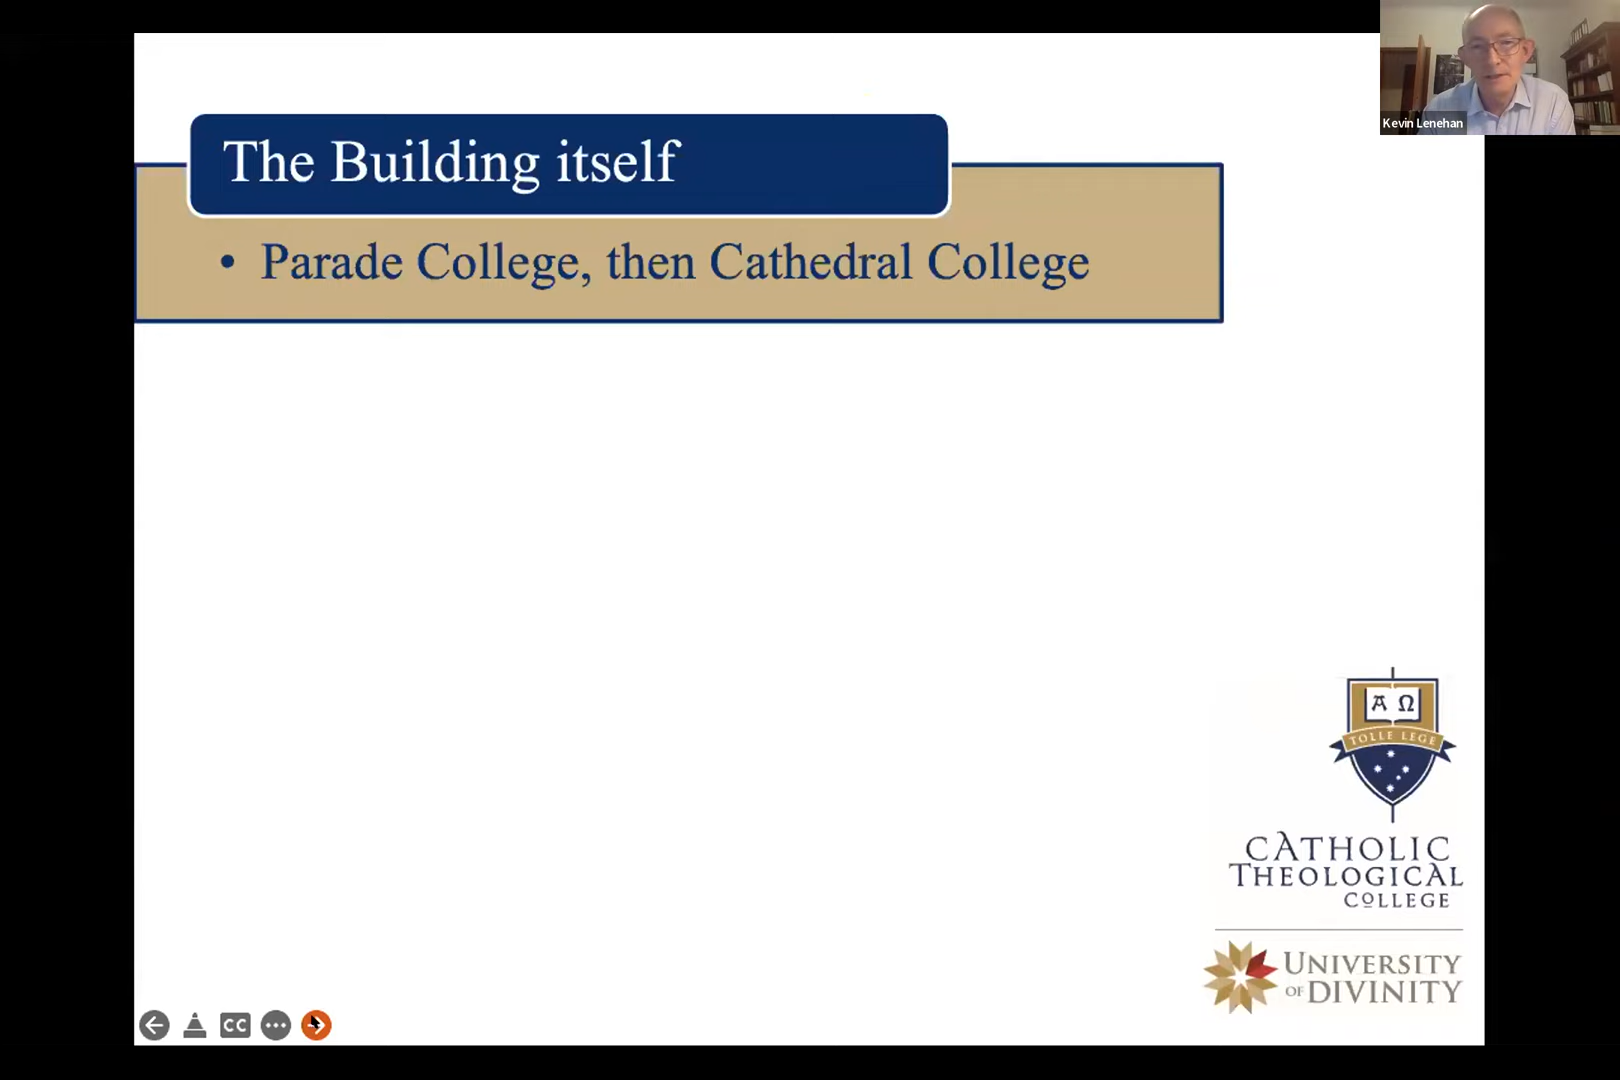 Kevin Lenehan
The Building itself
• Parade College, then Cathedral College
Α Ω
TOLLE LEGE
CATHOLIC
THEOLOGICAL
COLLEGE
UNIVERSITY
OF DIVINITY
CC